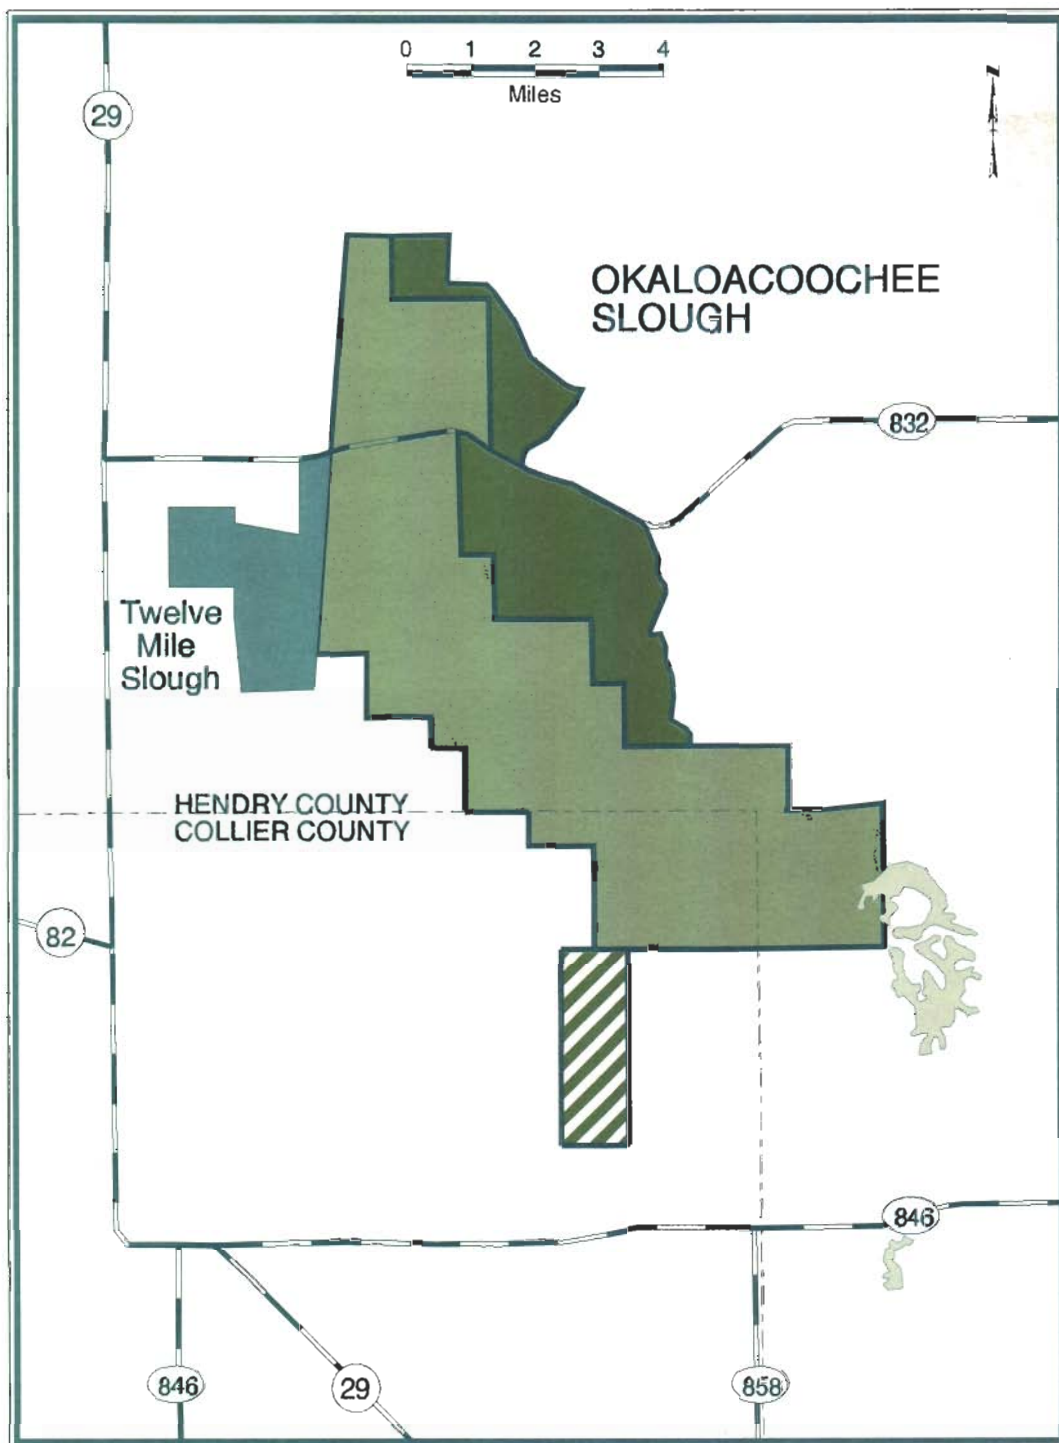 0 1 2 3 4
Miles
N
29
OKALOACOOCHEE
SLOUGH
832
Twelve
Mile
Slough
HENDRY COUNTY
COLLIER COUNTY
82
846
846
29
858